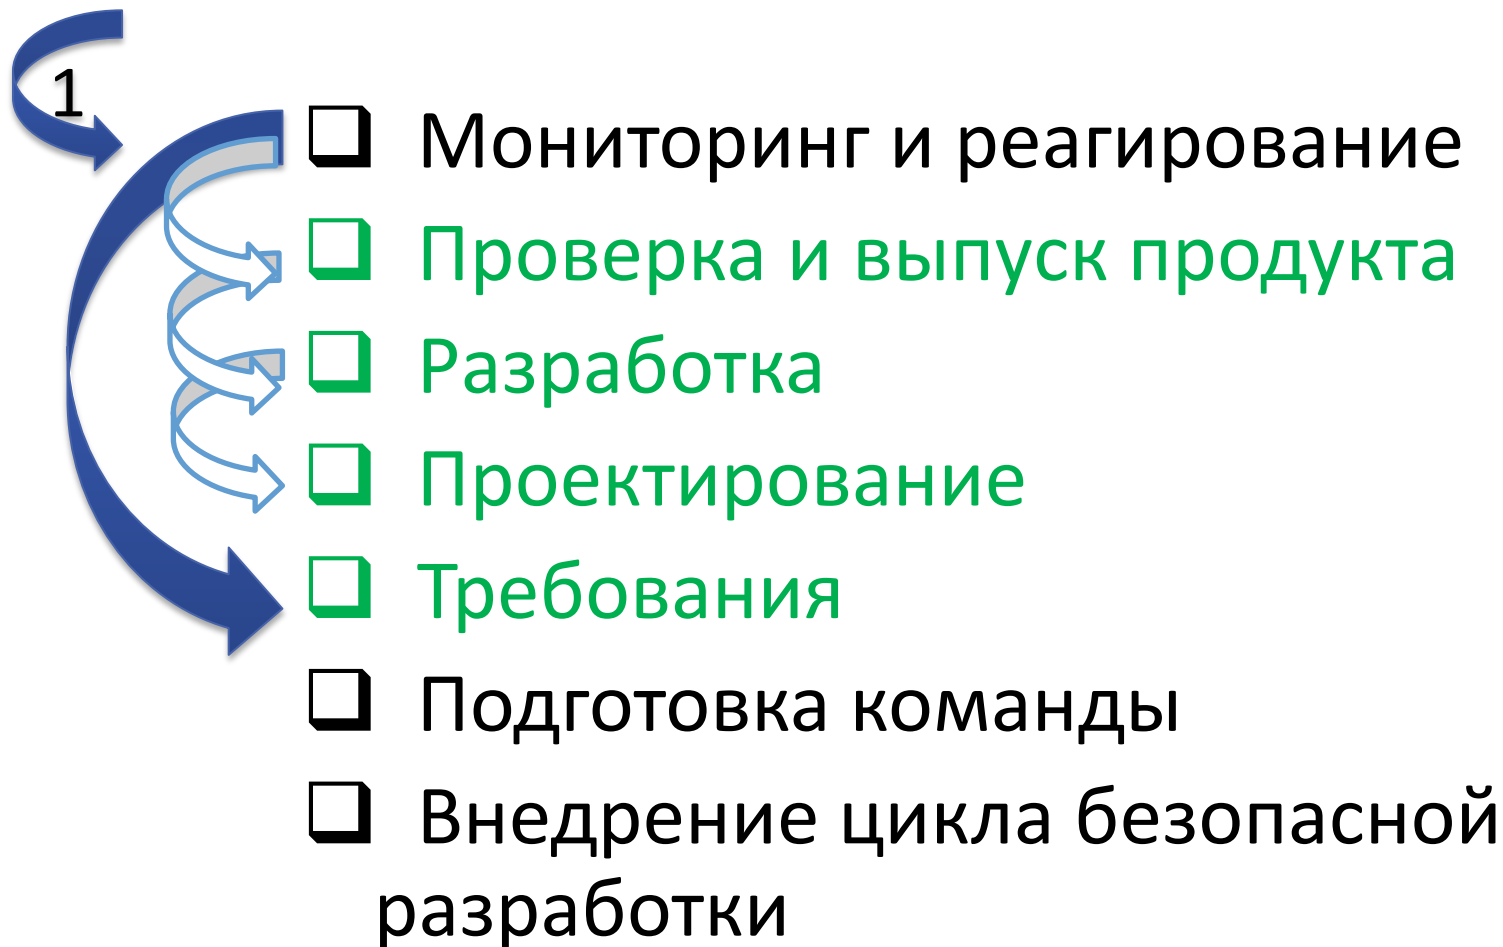 1
Мониторинг и реагирование
Проверка и выпуск продукта
Разработка
Проектирование
Требования
Подготовка команды
Внедрение цикла безопасной
разработки